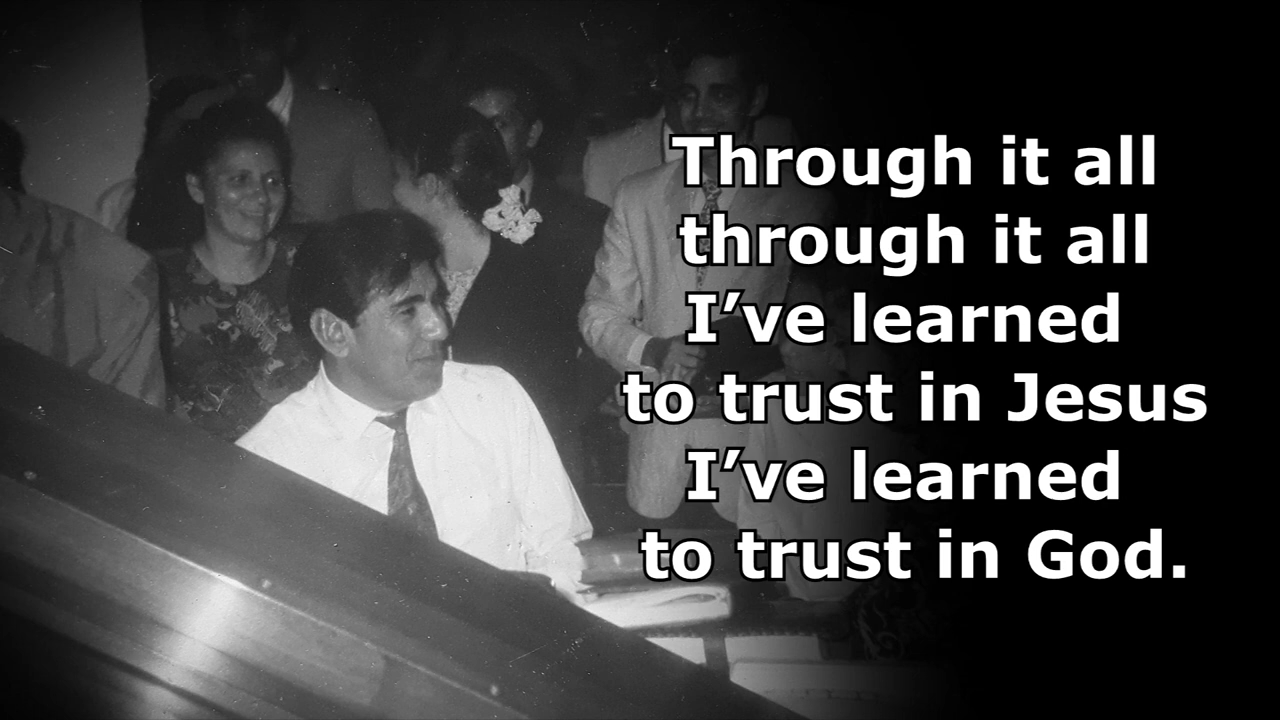 Through it all
through it all
I’ve learned
to trust in Jesus
I’ve learned
to trust in God.